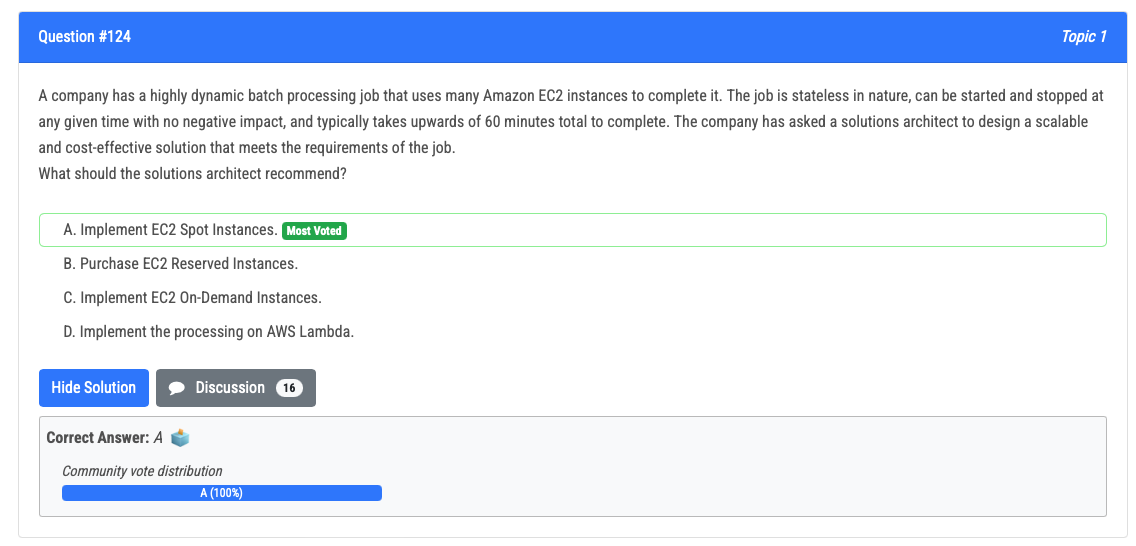 Question #124
Topic 1
A company has a highly dynamic batch processing job that uses many Amazon EC2 instances to complete it. The job is stateless in nature, can be started and stopped at
any given time with no negative impact, and typically takes upwards of 60 minutes total to complete. The company has asked a solutions architect to design a scalable
and cost-effective solution that meets the requirements of the job.
What should the solutions architect recommend?
A. Implement EC2 Spot Instances. Most Voted
B. Purchase EC2 Reserved Instances.
C. Implement EC2 On-Demand Instances.
D. Implement the processing on AWS Lambda.
Hide Solution
Discussion 16
Correct Answer: A
Community vote distribution
A (100%)